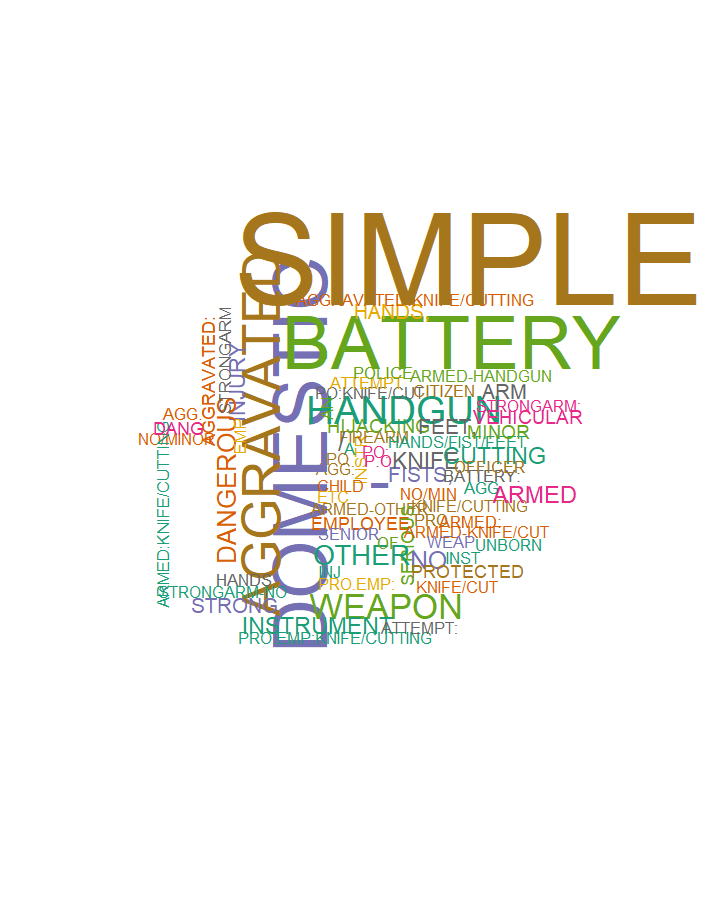 SIMPLE
DOMESTIC
AGGRAVATED
AGGRAVATED:KNIFE/CUTTING
HANDS,
BATTERY
AGGRAVATED:
STRONGARM
INJURY
POLICE
ARMED-HANDGUN
ATTEMPT
PO:KNIFE/CUT
CITIZEN
ARM
HANDGUN
STRONGARM:
AGG.
VEHICULAR
HIJACKING
FEET
MINOR
DANG
NO/MINOR
FIREARM
HANDS/FIST/FEET
/A
PO:
CUTTING
PO
P.O
KNIFE
OFFICER
AGG:
FISTS,
BATTERY:
-
CHILD
AGG
ARMED
ETC
NO/MIN
ARMED-OTHER
KNIFE/CUTTING
EMPLOYEE
PRO
ARMED:
SENIOR
ARMED-KNIFE/CUT
OF
WEAP
UNBORN
DANGEROUS
SERIOUS
OTHER
NO
INST
INJ
PROTECTED
HANDS
PRO.EMP:
KNIFE/CUT
ARMED:KNIFE/CUTTING
STRONGARM-NO
STRONG
WEAPON
INSTRUMENT
ATTEMPT:
PRO.EMP:KNIFE/CUTTING